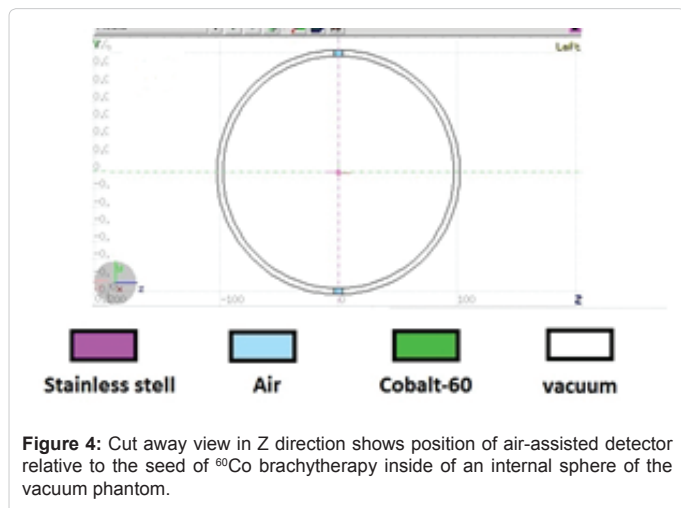 Left
-100
0
100
Z
Stainless stell
Air
Cobalt-60
vacuum
Figure 4: Cut away view in Z direction shows position of air-assisted detector
relative to the seed of ⁶⁰Co brachytherapy inside of an internal sphere of the
vacuum phantom.